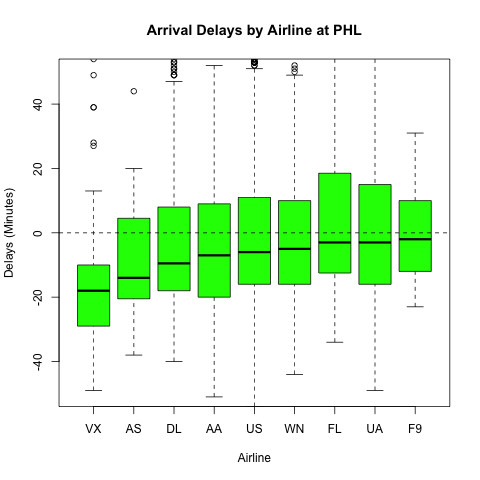 Arrival Delays by Airline at PHL
Delays (Minutes)
40
20
0
-20
-40
VX AS DL AA US WN FL UA F9
Airline